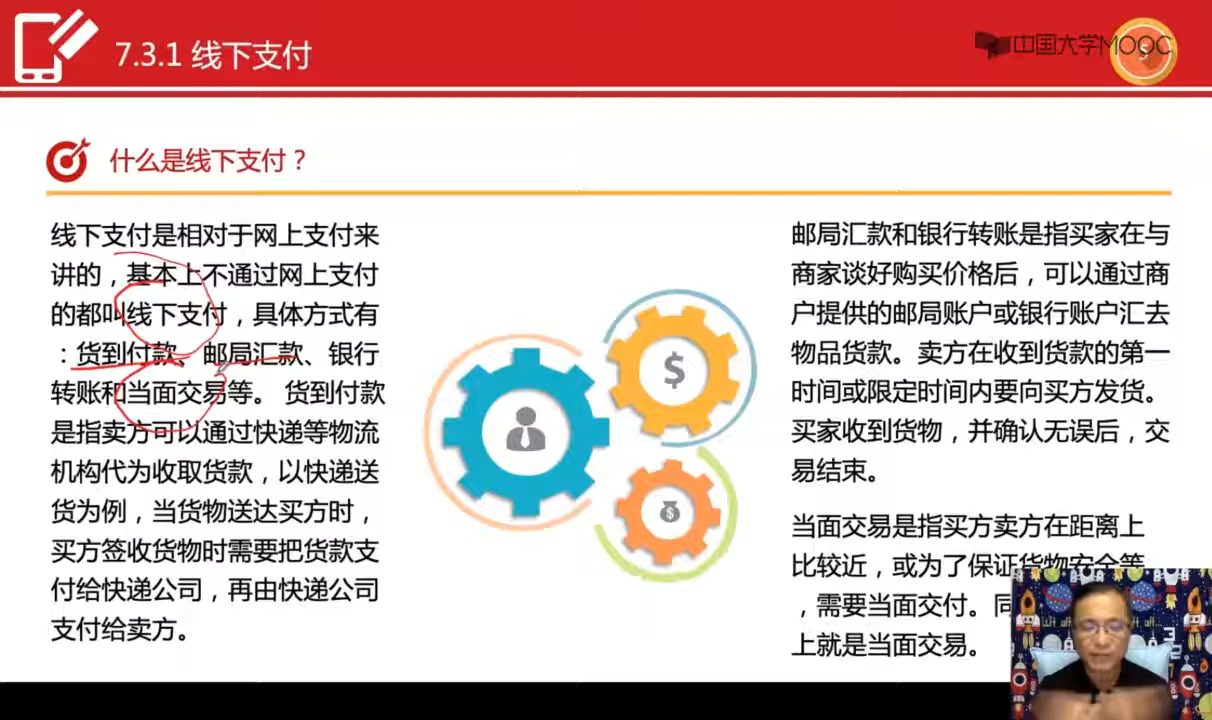 7.3.1 线下支付
中国大学MOOC
什么是线下支付？
线下支付是相对于网上支付来
讲的，基本上不通过网上支付
的都叫线下支付，具体方式有
：货到付款、邮局汇款、银行
转账和当面交易等。 货到付款
是指卖方可以通过快递等物流
机构代为收取货款，以快递送
货为例，当货物送达买方时，
买方签收货物时需要把货款支
付给快递公司，再由快递公司
支付给卖方。
$
$
邮局汇款和银行转账是指买家在与
商家谈好购买价格后，可以通过商
户提供的邮局账户或银行账户汇去
物品货款。卖方在收到货款的第一
时间或限定时间内要向买方发货。
买家收到货物，并确认无误后，交
易结束。
当面交易是指买方卖方在距离上
比较近，或为了保证货物安全等
，需要当面交付。同
上就是当面交易。